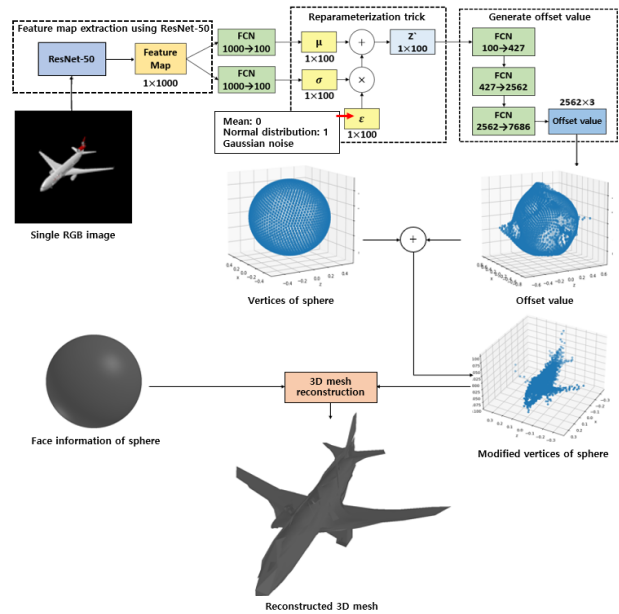 Feature map extraction using ResNet-50
ResNet-50
Feature
Map
1×1000
Single RGB image
FCN
1000→100
FCN
1000→100
Reparameterization trick
μ
1×100
+
z`
1×100
σ
1×100
×
Mean: 0
Normal distribution: 1
Gaussian noise
ε
1×100
Generate offset value
FCN
100→427
FCN
427→2562
FCN
2562→7686
2562×3
Offset value
Vertices of sphere
+
Offset value
Face information of sphere
3D mesh
reconstruction
Modified vertices of sphere
Reconstructed 3D mesh